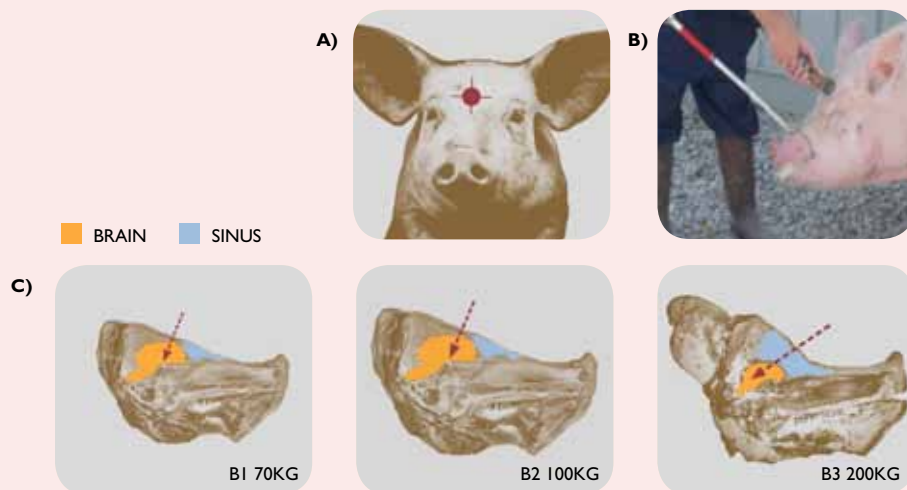 A)
B)
BRAIN
SINUS
C)
B1 70KG
B2 100KG
B3 200KG